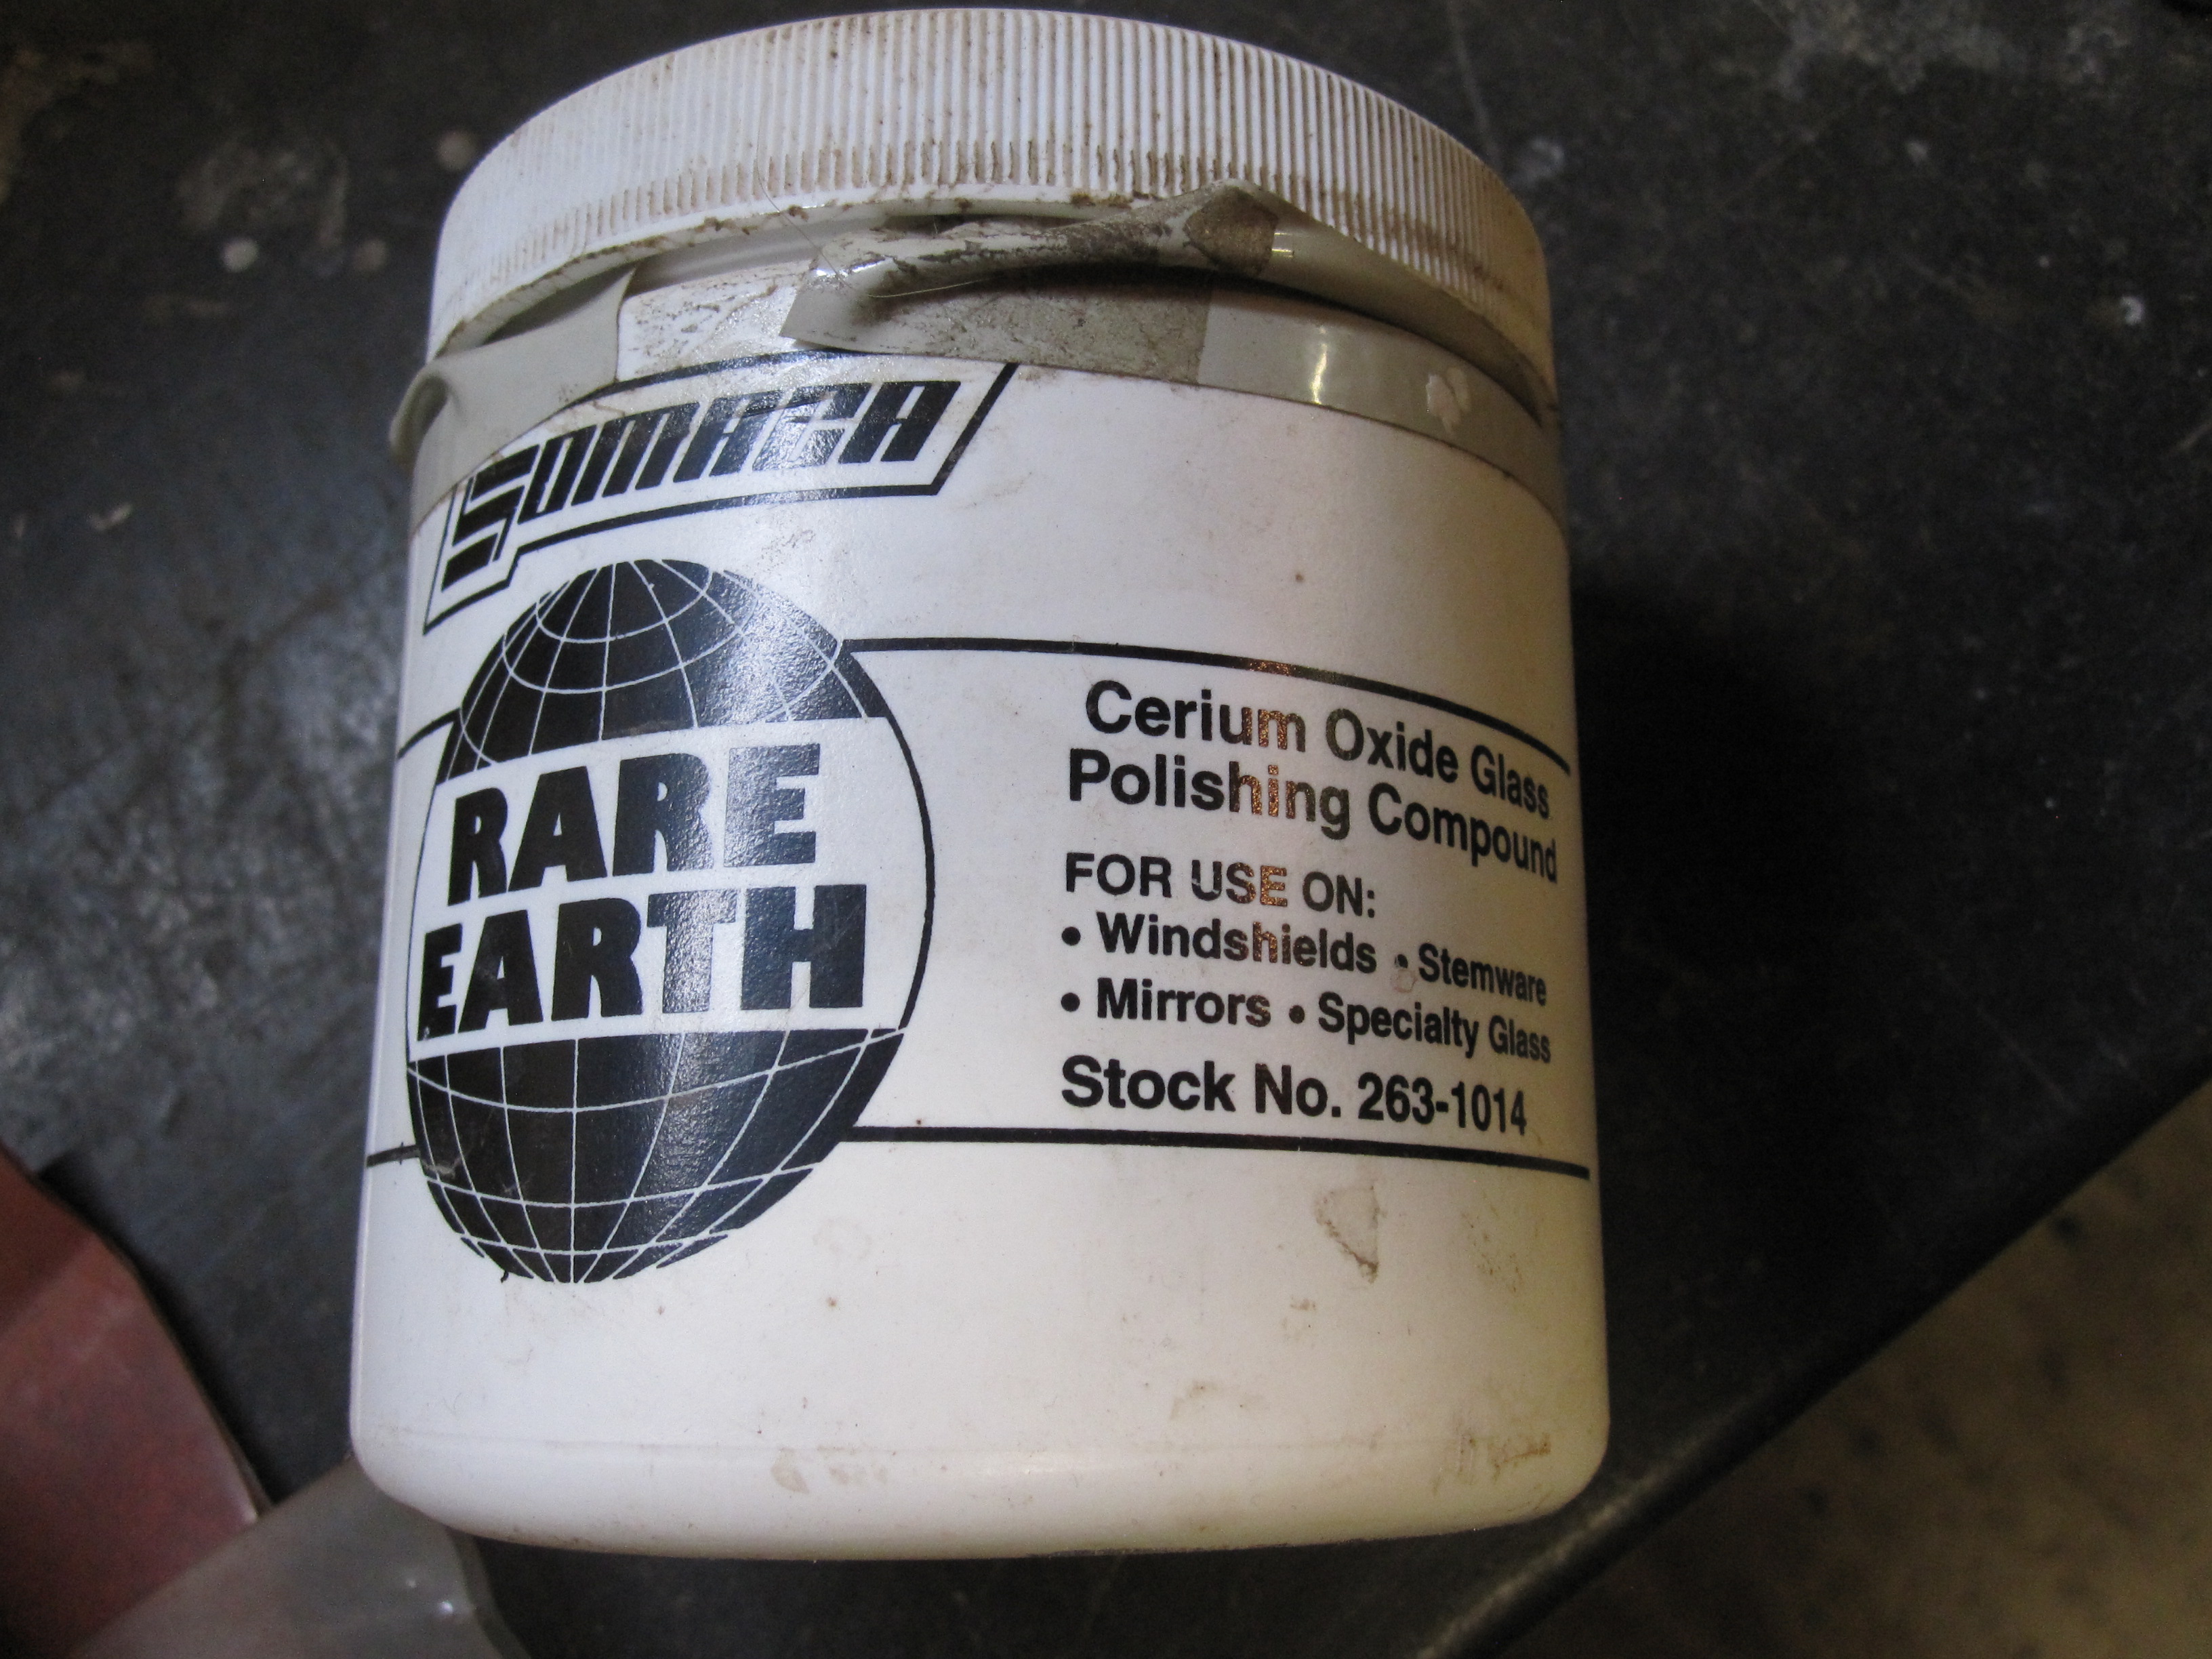 SOMACA
RARE
EARTH
Cerium Oxide Glass
Polishing Compound
FOR USE ON:
• Windshields • Stemware
• Mirrors • Specialty Glass
Stock No. 263-1014